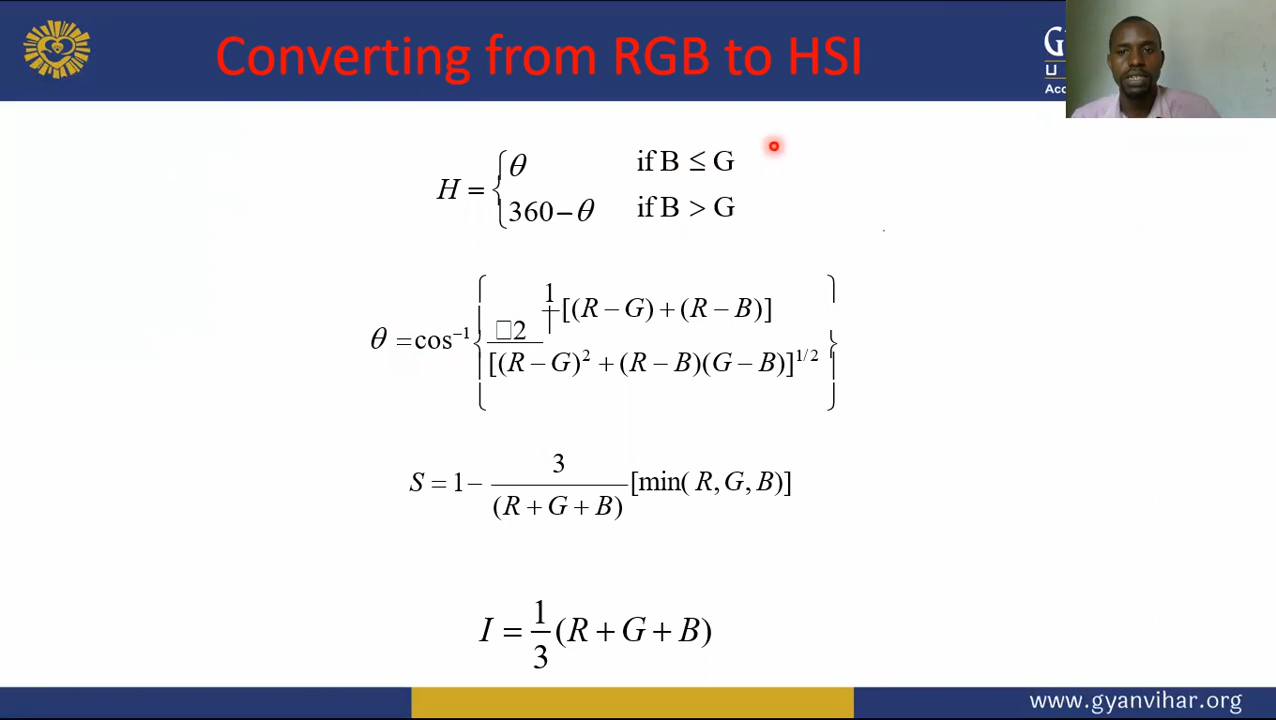 Converting from RGB to HSI
G
U
Acc
H = { θ if B ≤ G
360 − θ if B > G
θ = cos⁻¹ { 1 [(R − G) + (R − B)]
□2
[(R − G)² + (R − B)(G − B)]^1/2 }
S = 1 − 3 [min( R, G, B)]
(R + G + B)
I = 1 (R + G + B)
3
www.gyanvihar.org